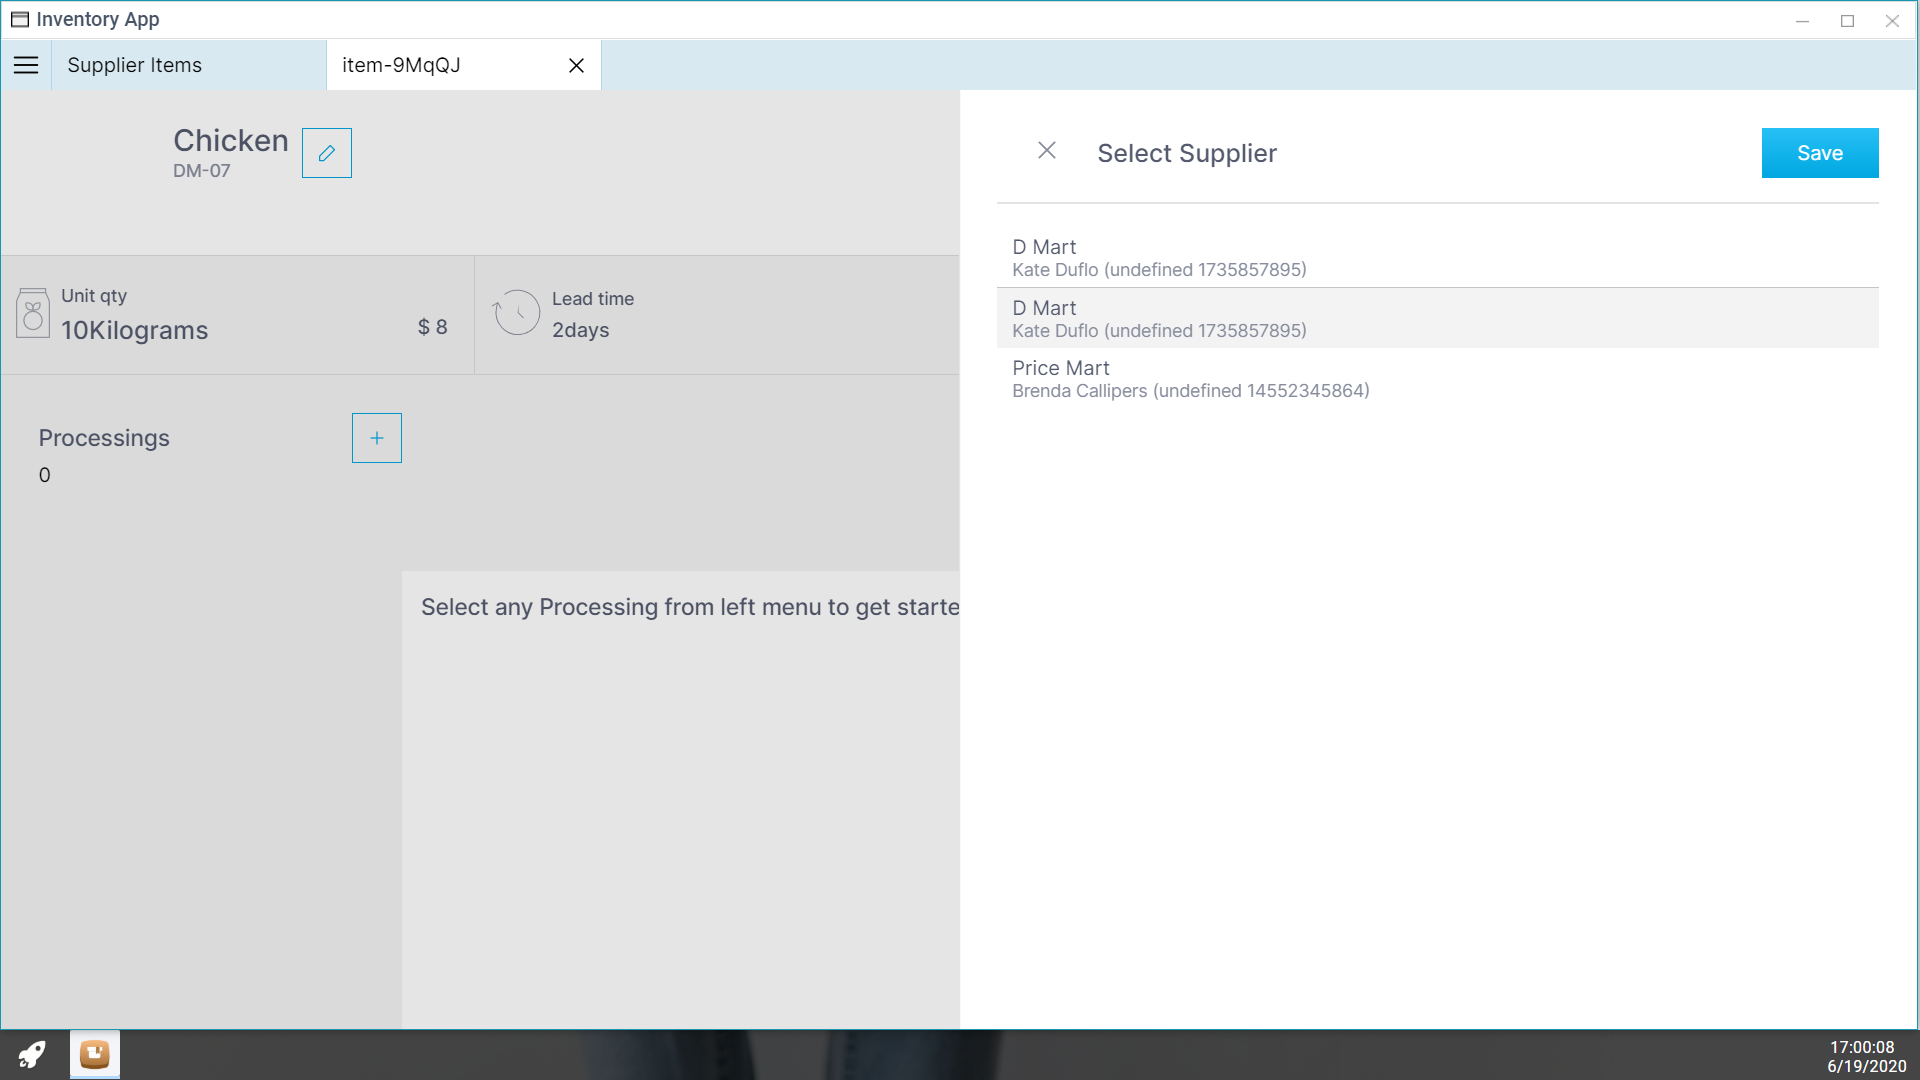 Inventory App
Supplier Items
item-9MqQJ
Chicken
DM-07
Unit qty
10Kilograms
$ 8
Lead time
2days
Processings
0
Select any Processing from left menu to get starte
Select Supplier
Save
D Mart
Kate Duflo (undefined 1735857895)
D Mart
Kate Duflo (undefined 1735857895)
Price Mart
Brenda Callipers (undefined 14552345864)
17:00:08
6/19/2020